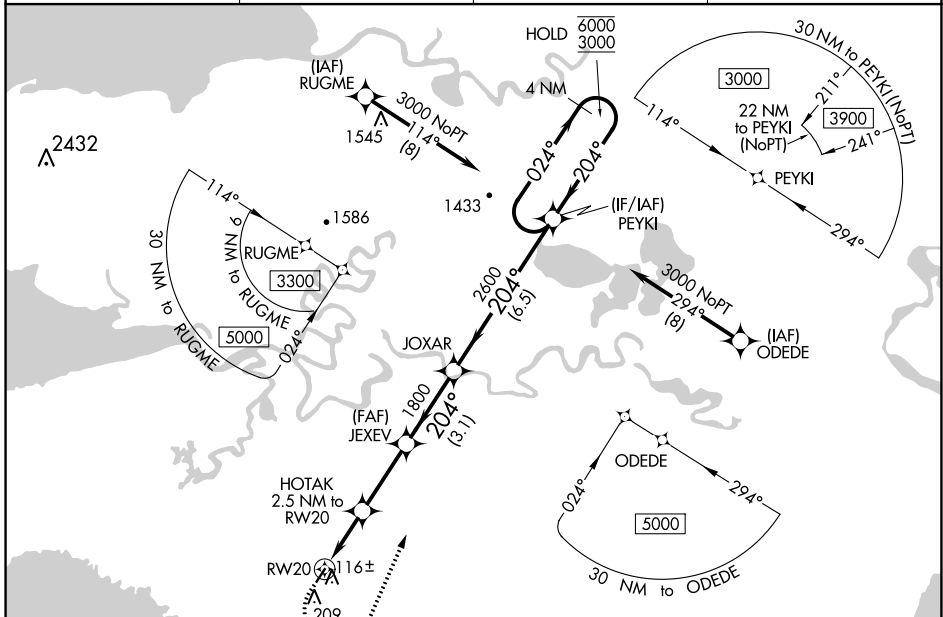 HOLD 6000
3000
4 NM
(IAF)
RUGME
3000 NoPT
114°
(8)
1545
2432
1433
024°
204°
(IF/IAF)
PEYKI
30 NM to PEYKI (NoPT)
3000
211°
22 NM
to PEYKI
(NoPT)
3900
241°
114°
PEYKI
294°
114°
1586
RUGME
9 NM to RUGME
3300
30 NM to RUGME
5000
024°
2600
204°
(6.5)
3000 NoPT
294°
(8)
(IAF)
ODEDE
JOXAR
1800
204°
(3.1)
(FAF)
JEXEV
HOTAK
2.5 NM to
RW20
RW20
116±
209
ODEDE
024°
294°
5000
30 NM to ODEDE